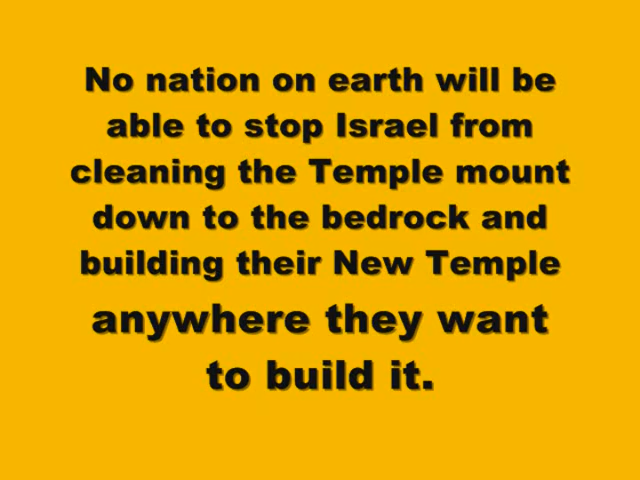 No nation on earth will be
able to stop Israel from
cleaning the Temple mount
down to the bedrock and
building their New Temple
anywhere they want
to build it.